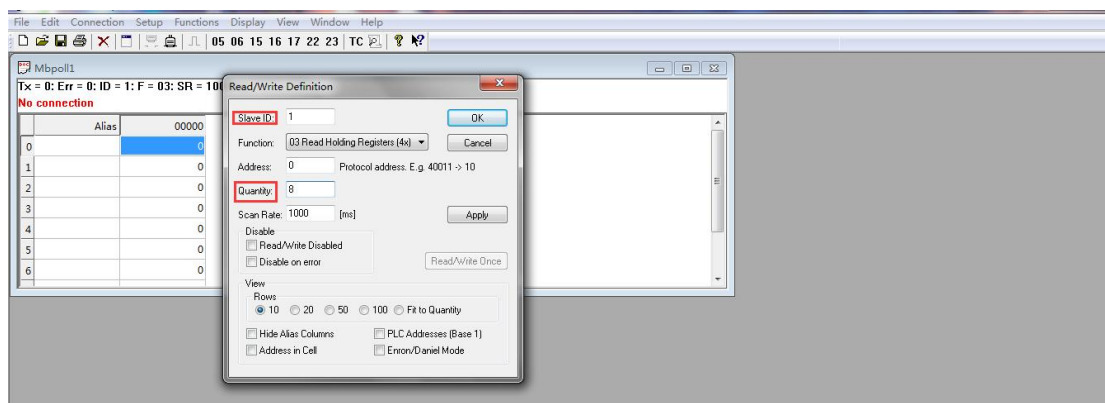 File Edit Connection Setup Functions Display View Window Help
05 06 15 16 17 22 23 TC
Mbpoll1
Tx = 0: Err = 0: ID = 1: F = 03: SR = 100
No connection
Alias 00000
0 0
1 0
2 0
3 0
4 0
5 0
6 0
Read/Write Definition
Slave ID: 1 OK
Function: 03 Read Holding Registers (4x) Cancel
Address: 0 Protocol address. E.g. 40011 -> 10
Quantity: 8
Scan Rate: 1000 [ms] Apply
Disable
Read/Write Disabled
Disable on error Read/Write Once
View
Rows
10 20 50 100 Fit to Quantity
Hide Alias Columns PLC Addresses (Base 1)
Address in Cell Enron/Daniel Mode